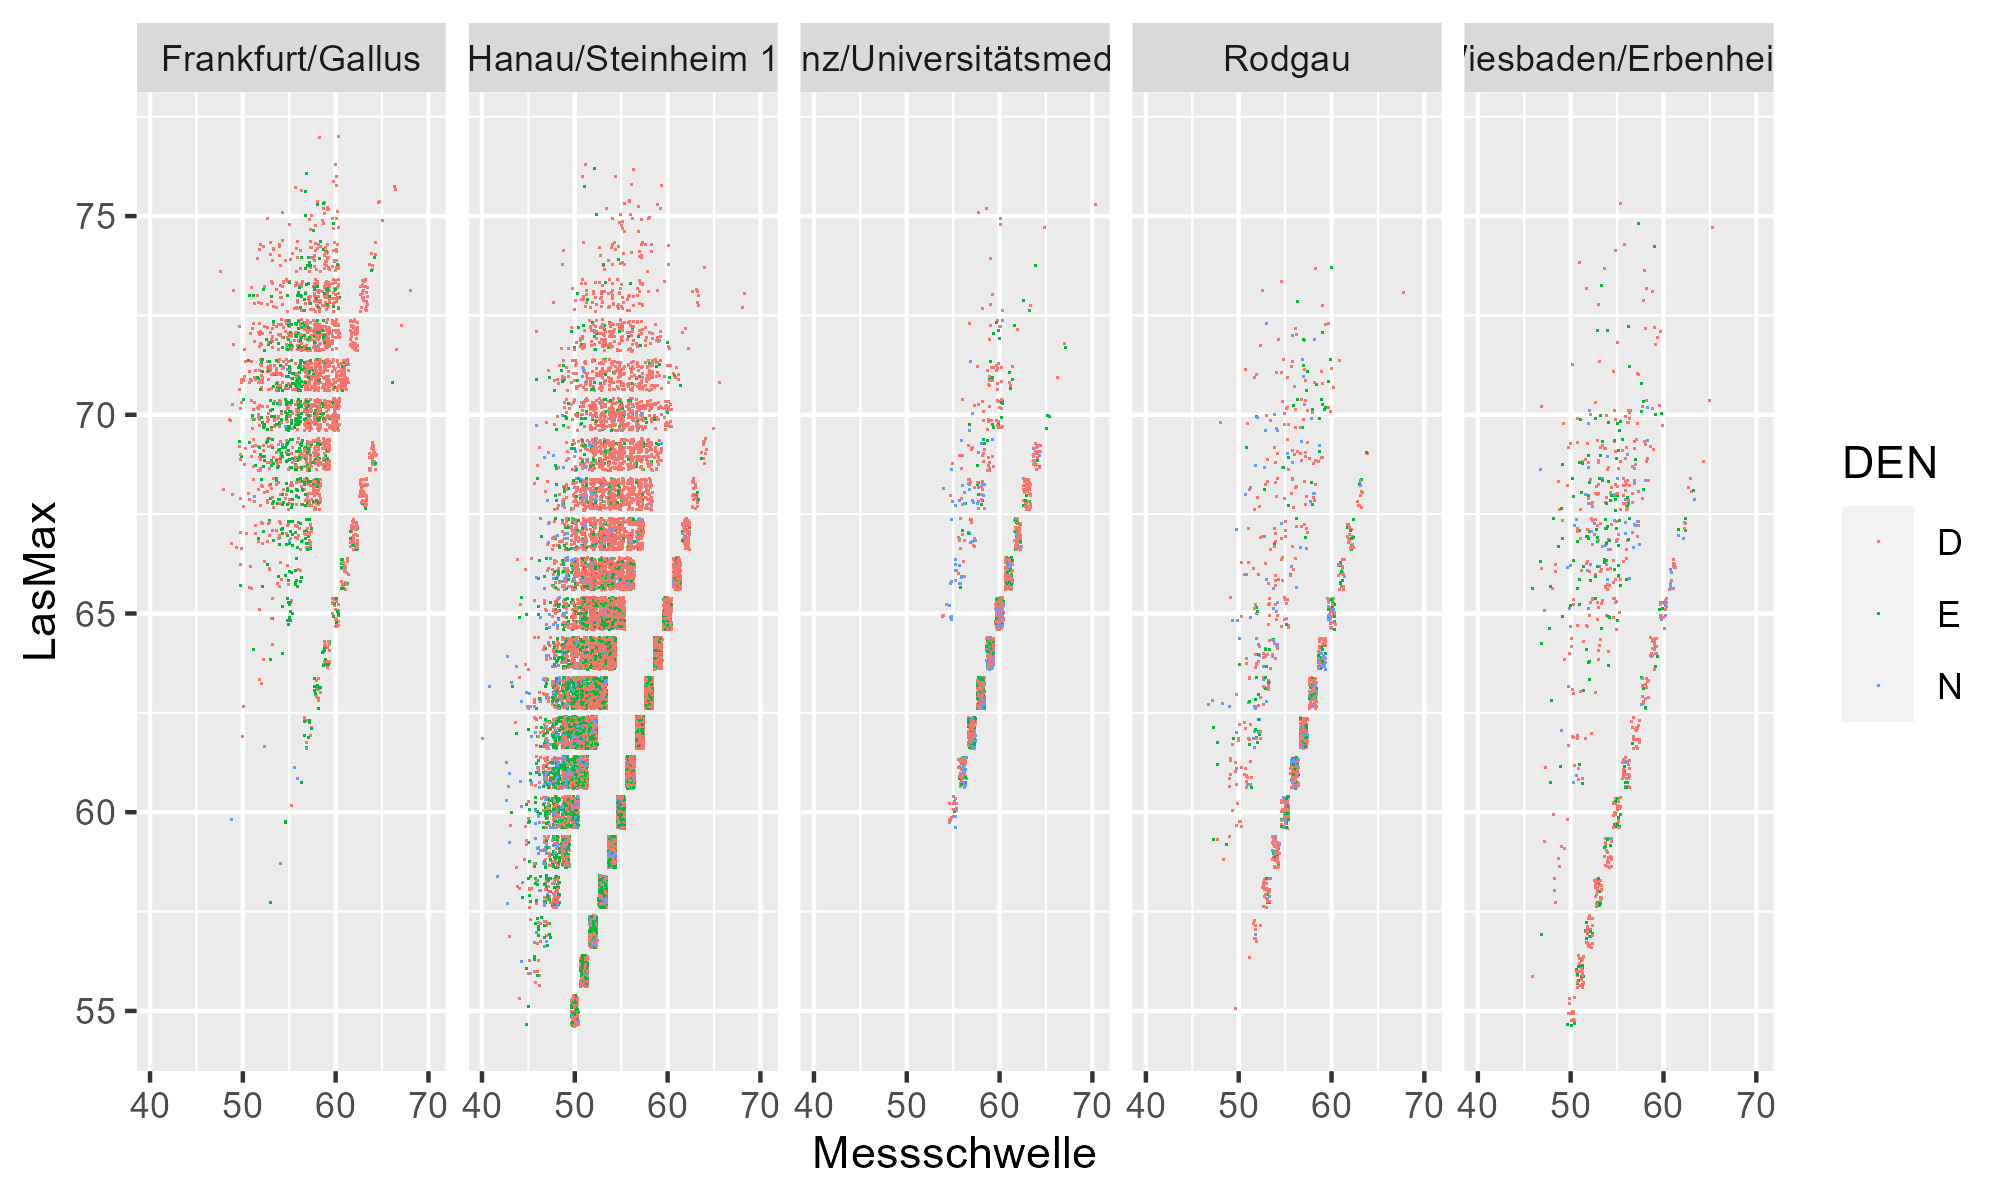 Frankfurt/Gallus
Hanau/Steinheim 1
nz/Universitätsmed
Rodgau
iesbaden/Erbenhei
75
70
65
60
55
LasMax
40 50 60 70 40 50 60 70 40 50 60 70 40 50 60 70 40 50 60 70
Messschwelle
DEN
D
E
N